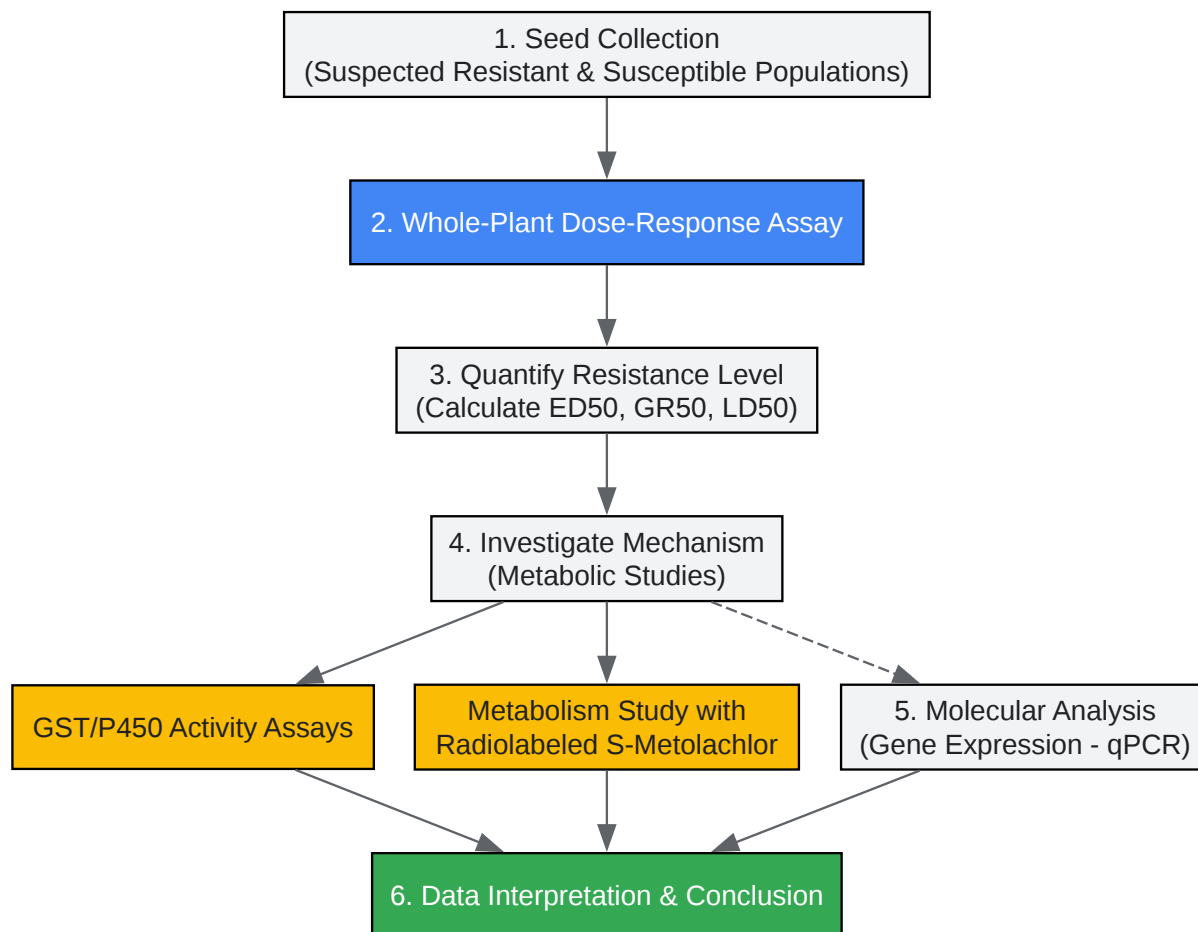 1. Seed Collection
(Suspected Resistant & Susceptible Populations)
2. Whole-Plant Dose-Response Assay
3. Quantify Resistance Level
(Calculate ED50, GR50, LD50)
4. Investigate Mechanism
(Metabolic Studies)
GST/P450 Activity Assays
Metabolism Study with
Radiolabeled S-Metolachlor
5. Molecular Analysis
(Gene Expression - qPCR)
6. Data Interpretation & Conclusion